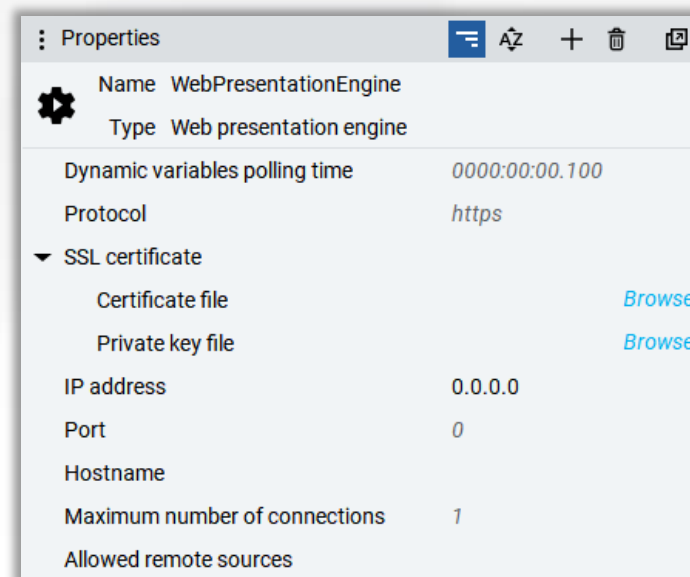 Properties
Name WebPresentationEngine
Type Web presentation engine
Dynamic variables polling time 0000:00:00.100
Protocol https
SSL certificate
Certificate file Browse
Private key file Browse
IP address 0.0.0.0
Port 0
Hostname
Maximum number of connections 1
Allowed remote sources